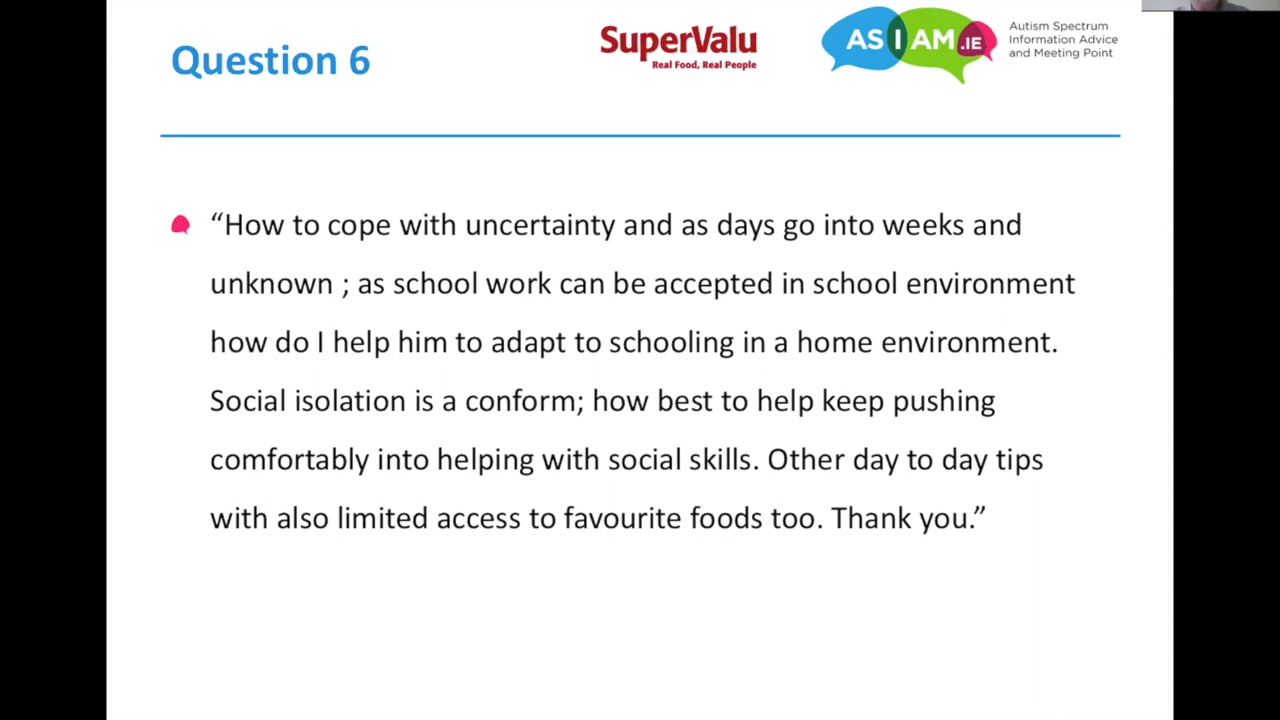 Question 6
SuperValu
Real Food, Real People
AS I AM .IE
Autism Spectrum
Information Advice
and Meeting Point
“How to cope with uncertainty and as days go into weeks and
unknown ; as school work can be accepted in school environment
how do I help him to adapt to schooling in a home environment.
Social isolation is a conform; how best to help keep pushing
comfortably into helping with social skills. Other day to day tips
with also limited access to favourite foods too. Thank you.”